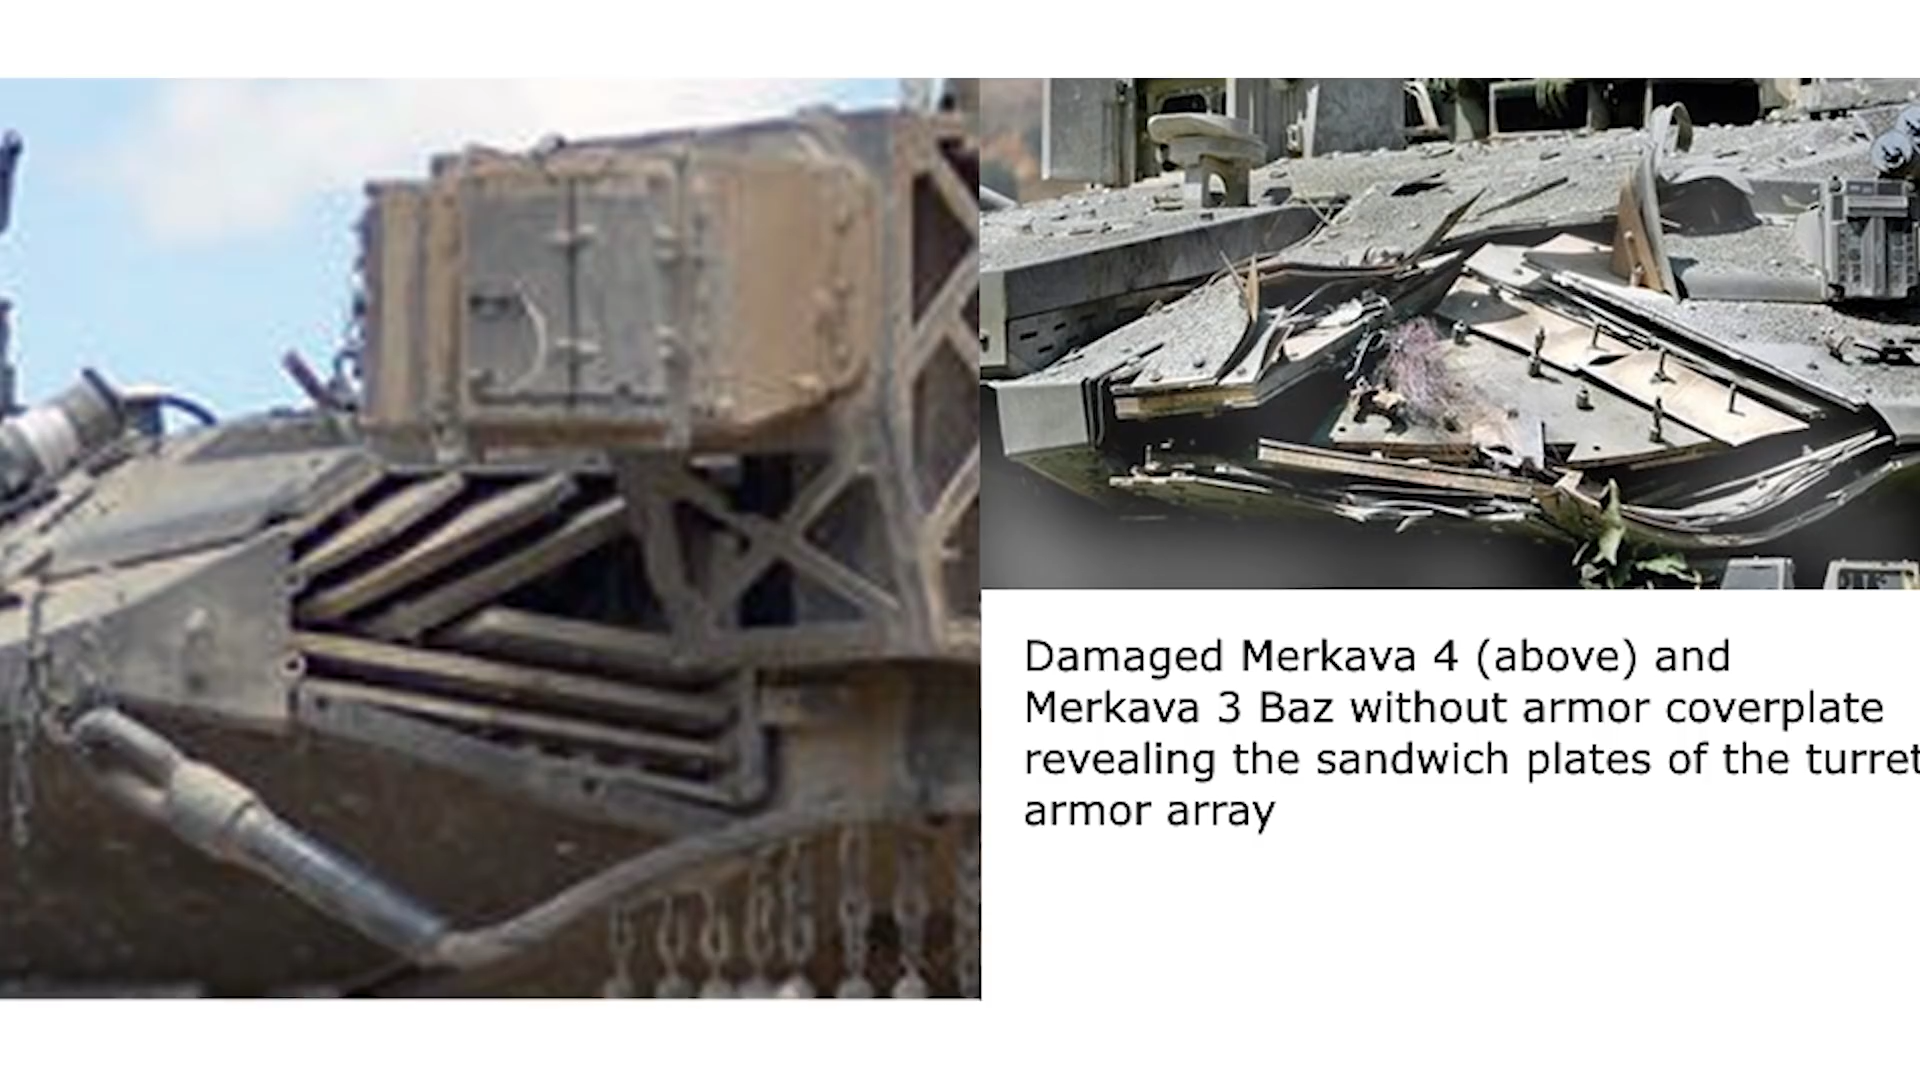 Damaged Merkava 4 (above) and
Merkava 3 Baz without armor coverplate
revealing the sandwich plates of the turret
armor array